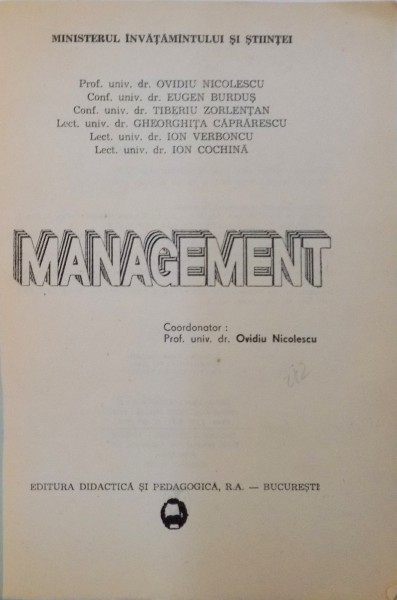 MINISTERUL ÎNVĂȚĂMÎNTULUI ȘI ȘTIINȚEI
Prof. univ. dr. OVIDIU NICOLESCU
Conf. univ. dr. EUGEN BURDUȘ
Conf. univ. dr. TIBERIU ZORLENȚAN
Lect. univ. dr. GHEORGHIȚA CĂPRĂRESCU
Lect. univ. dr. ION VERBONCU
Lect. univ. dr. ION COCHINĂ
MANAGEMENT
Coordonator :
Prof. univ. dr. Ovidiu Nicolescu
EDITURA DIDACTICĂ ȘI PEDAGOGICĂ, R.A. — BUCUREȘTI